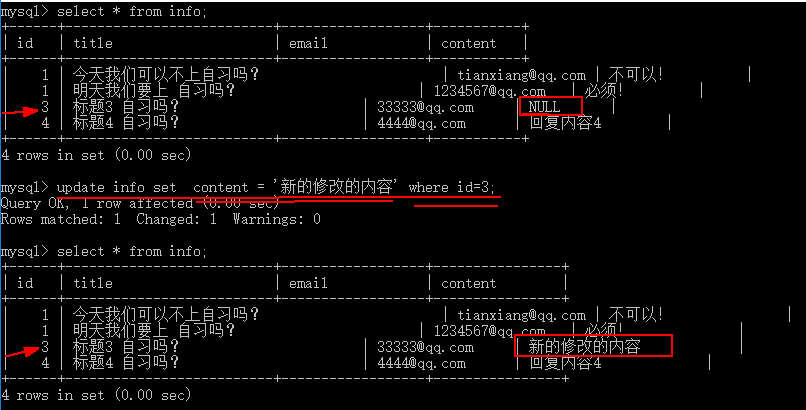 mysql> select * from info;
+------+----------------------------+------------------+-----------+
| id   | title                      | email            | content   |
+------+----------------------------+------------------+-----------+
|    1 | 今天我们可以不上自习吗?                        | tianxiang@qq.com | 不可以!            |
|    1 | 明天我们要上 自习吗?                       | 1234567@qq.com   | 必须!          |
|    3 | 标题3 自习吗?                       | 33333@qq.com     | NULL      |
|    4 | 标题4 自习吗?                       | 4444@qq.com      | 回复内容4        |
+------+----------------------------+------------------+-----------+
4 rows in set (0.00 sec)
mysql> update info set  content = '新的修改的内容' where id=3;
Query OK, 1 row affected (0.00 sec)
Rows matched: 1  Changed: 1  Warnings: 0
mysql> select * from info;
+------+----------------------------+------------------+----------------+
| id   | title                      | email            | content        |
+------+----------------------------+------------------+----------------+
|    1 | 今天我们可以不上自习吗?                       | tianxiang@qq.com | 不可以!               |
|    1 | 明天我们要上 自习吗?                     | 1234567@qq.com   | 必须!              |
|    3 | 标题3 自习吗?                       | 33333@qq.com     | 新的修改的内容            |
|    4 | 标题4 自习吗?                       | 4444@qq.com      | 回复内容4             |
+------+----------------------------+------------------+----------------+
4 rows in set (0.00 sec)